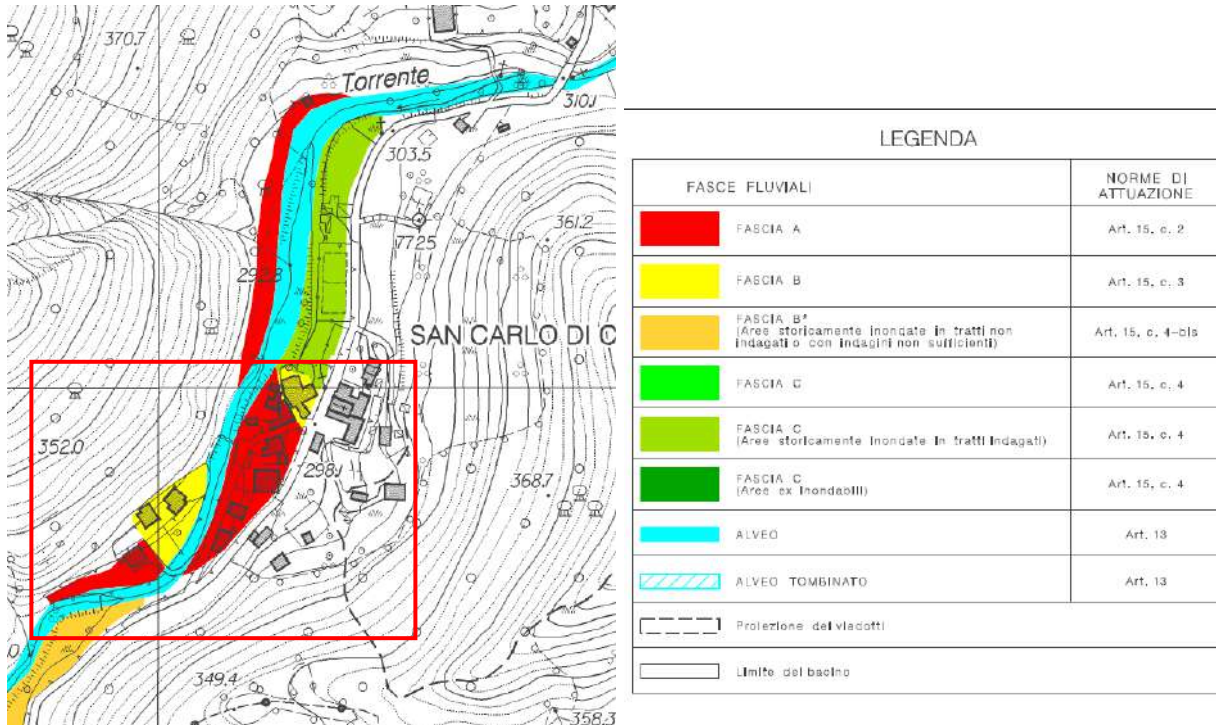 370.7
Torrente
310.1
303.5
361.2
7725
292.8
SAN CARLO DI C
352.0
298.1
368.7
349.4
358.3
LEGENDA
FASCE FLUVIALI
NORME DI
ATTUAZIONE
FASCIA A
Art. 15, c. 2
FASCIA B
Art. 15, c. 3
FASCIA B*
(Aree storicamente inondate in tratti non
indagati o con indagini non sufficienti)
Art. 15, c. 4-bis
FASCIA C
Art. 15, c. 4
FASCIA C
(Aree storicamente inondate in tratti indagati)
Art. 15, c. 4
FASCIA C
(Aree ex inondabili)
Art. 15, c. 4
ALVEO
Art. 13
ALVEO TOMBINATO
Art. 13
Proiezione dei viadotti
Limite del bacino